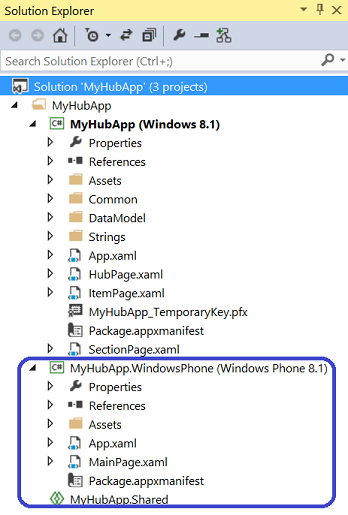 Solution Explorer
Search Solution Explorer (Ctrl+;)
Solution 'MyHubApp' (3 projects)
MyHubApp
C# MyHubApp (Windows 8.1)
Properties
References
Assets
Common
DataModel
Strings
App.xaml
HubPage.xaml
ItemPage.xaml
MyHubApp_TemporaryKey.pfx
Package.appxmanifest
SectionPage.xaml
C# MyHubApp.WindowsPhone (Windows Phone 8.1)
Properties
References
Assets
App.xaml
MainPage.xaml
Package.appxmanifest
MyHubApp.Shared